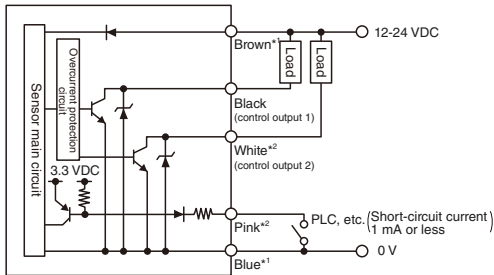 Sensor main circuit
Overcurrent protection
circuit
3.3 VDC
Brown*1
Load
Load
12-24 VDC
Black
(control output 1)
White*2
(control output 2)
Pink*2
PLC, etc. (Short-circuit current
1 mA or less)
Blue*1
0 V